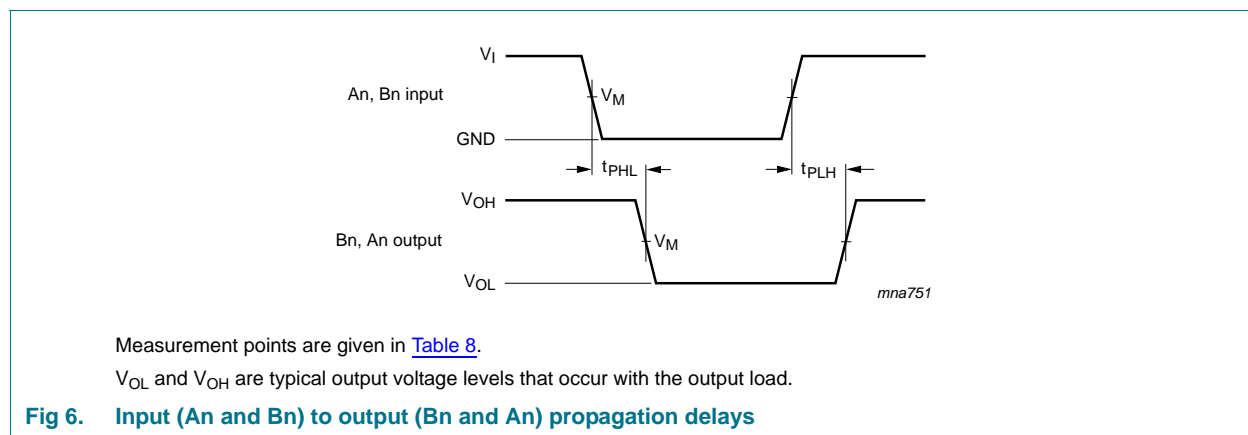 V_I
An, Bn input
V_M
GND
t_PHL
t_PLH
V_OH
Bn, An output
V_M
V_OL
mna751
Measurement points are given in Table 8.
V_OL and V_OH are typical output voltage levels that occur with the output load.
Fig 6. Input (An and Bn) to output (Bn and An) propagation delays